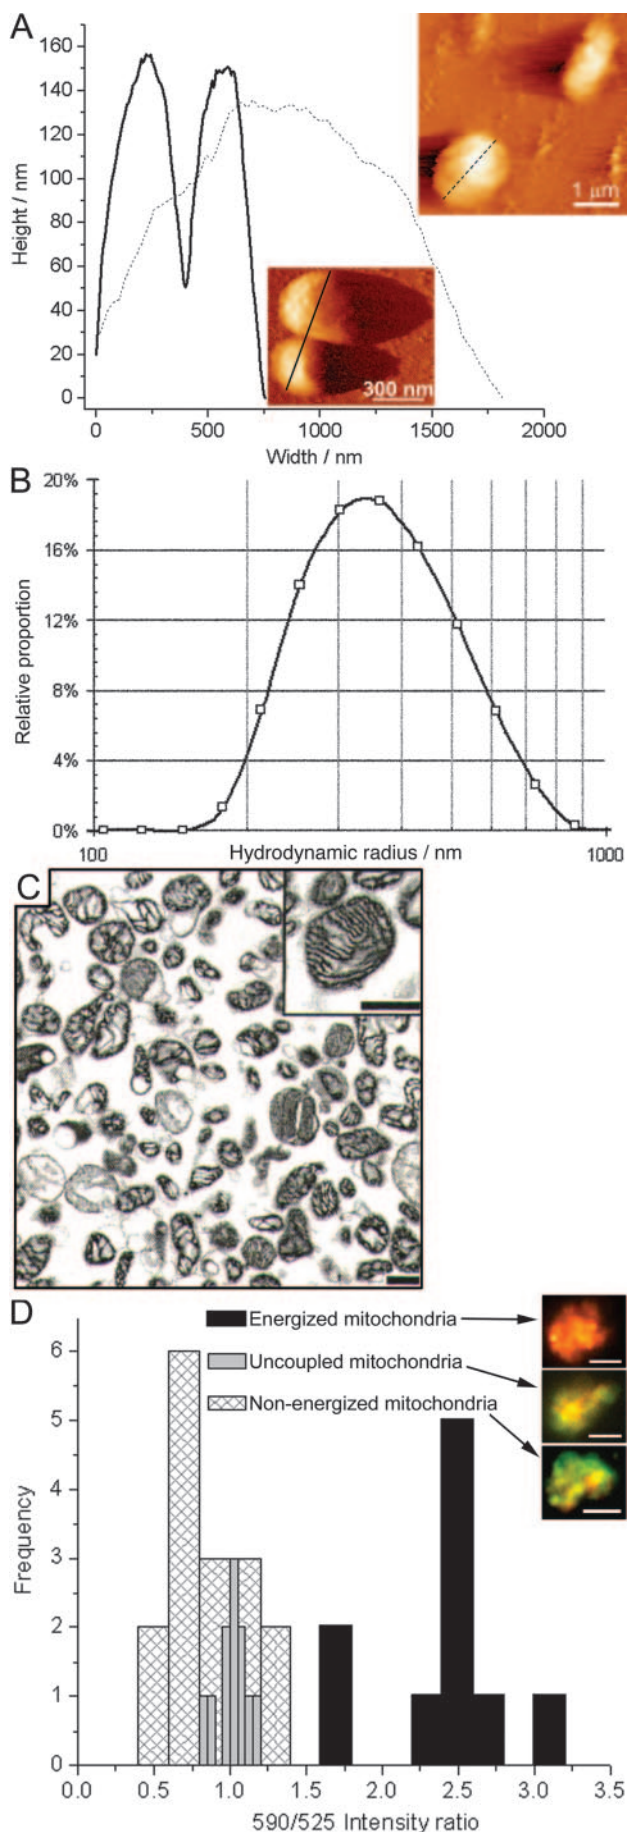 A
160
140
120
100
80
60
40
20
0
Height / nm
1 μm
300 nm
0
500
1000
1500
2000
Width / nm
B
20%
16%
12%
8%
4%
0%
Relative proportion
100
Hydrodynamic radius / nm
1000
C
D
Energized mitochondria
Uncoupled mitochondria
Non-energized mitochondria
6
5
4
3
2
1
0
Frequency
0.0
0.5
1.0
1.5
2.0
2.5
3.0
3.5
590/525 Intensity ratio